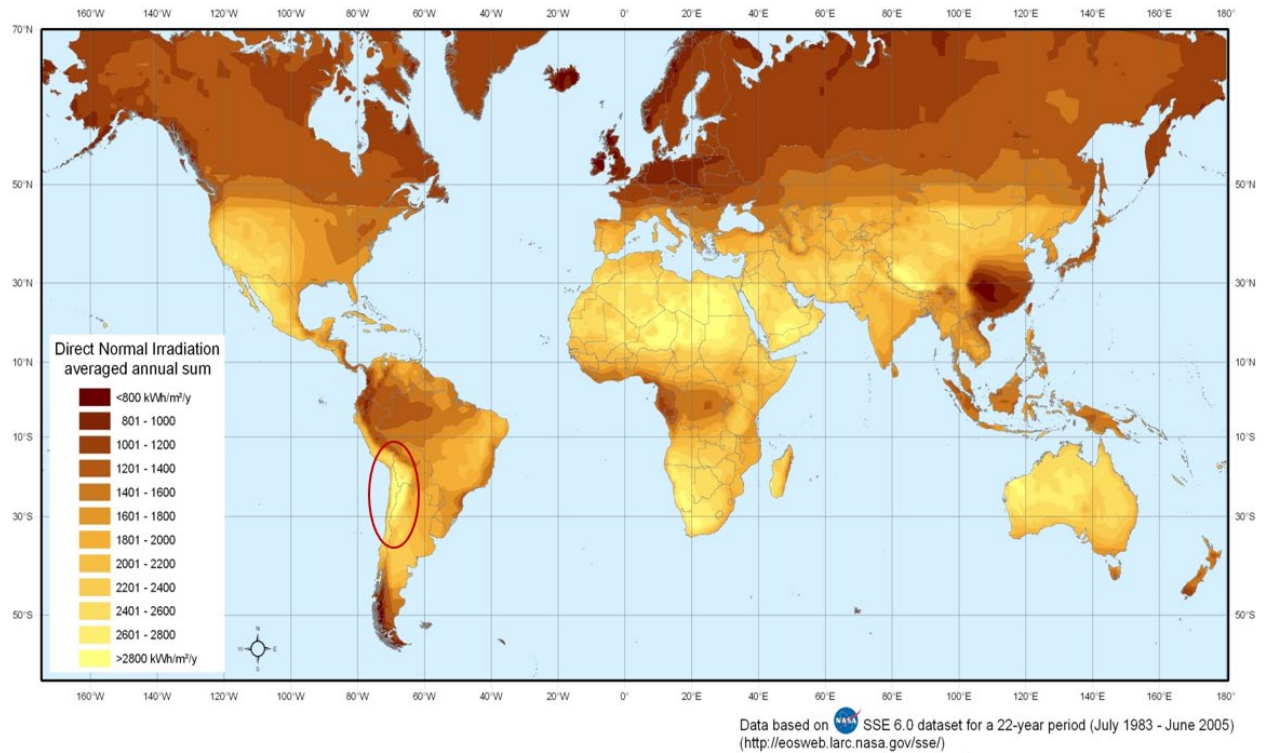 160°W 140°W 120°W 100°W 80°W 60°W 40°W 20°W 0° 20°E 40°E 60°E 80°E 100°E 120°E 140°E 160°E 180°
70°N 70°N
50°N 50°N
30°N 30°N
10°N 10°N
10°S 10°S
30°S 30°S
50°S 50°S
Direct Normal Irradiation
averaged annual sum
<800 kWh/m²/y
801 - 1000
1001 - 1200
1201 - 1400
1401 - 1600
1601 - 1800
1801 - 2000
2001 - 2200
2201 - 2400
2401 - 2600
2601 - 2800
>2800 kWh/m²/y
N
W E
S
160°W 140°W 120°W 100°W 80°W 60°W 40°W 20°W 0° 20°E 40°E 60°E 80°E 100°E 120°E 140°E 160°E 180°
Data based on NASA SSE 6.0 dataset for a 22-year period (July 1983 - June 2005)
(http://eosweb.larc.nasa.gov/sse/)